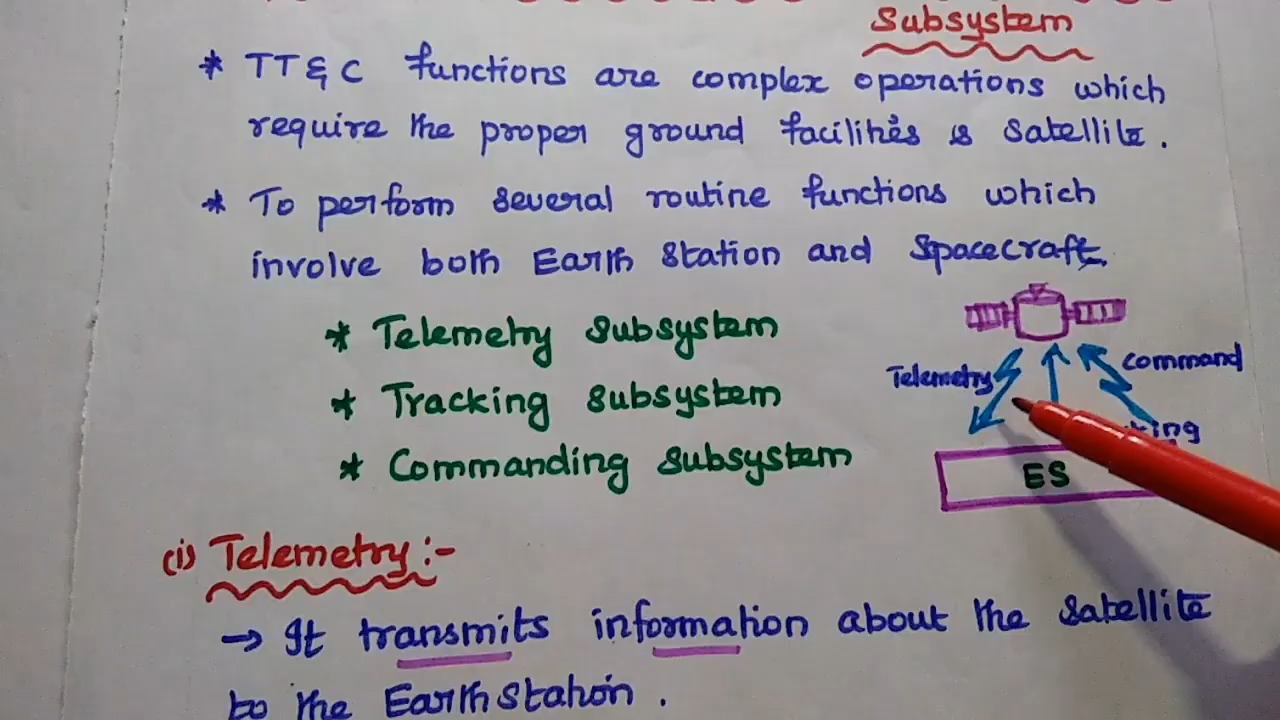 Subsystem
* TT & C functions are complex operations which
require the proper ground facilities is satellite.
* To perform several routine functions which
involve both Earth Station and Spacecraft.
* Telemetry Subsystem
* Tracking Subsystem
* Commanding Subsystem
Telemetry
command
ES
(i) Telemetry:-
→ It transmits information about the satellite
to the Earth Station.